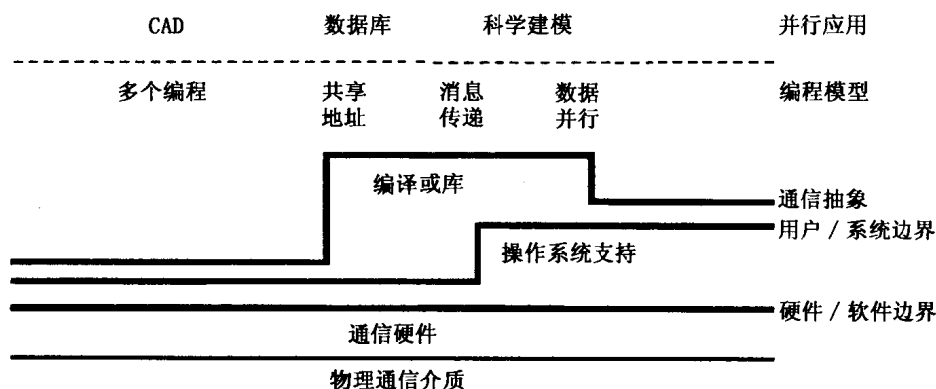 CAD 数据库 科学建模 并行应用
多个编程 共享地址 消息传递 数据并行 编程模型
编译或库
通信抽象
用户/系统边界
操作系统支持
硬件/软件边界
通信硬件
物理通信介质